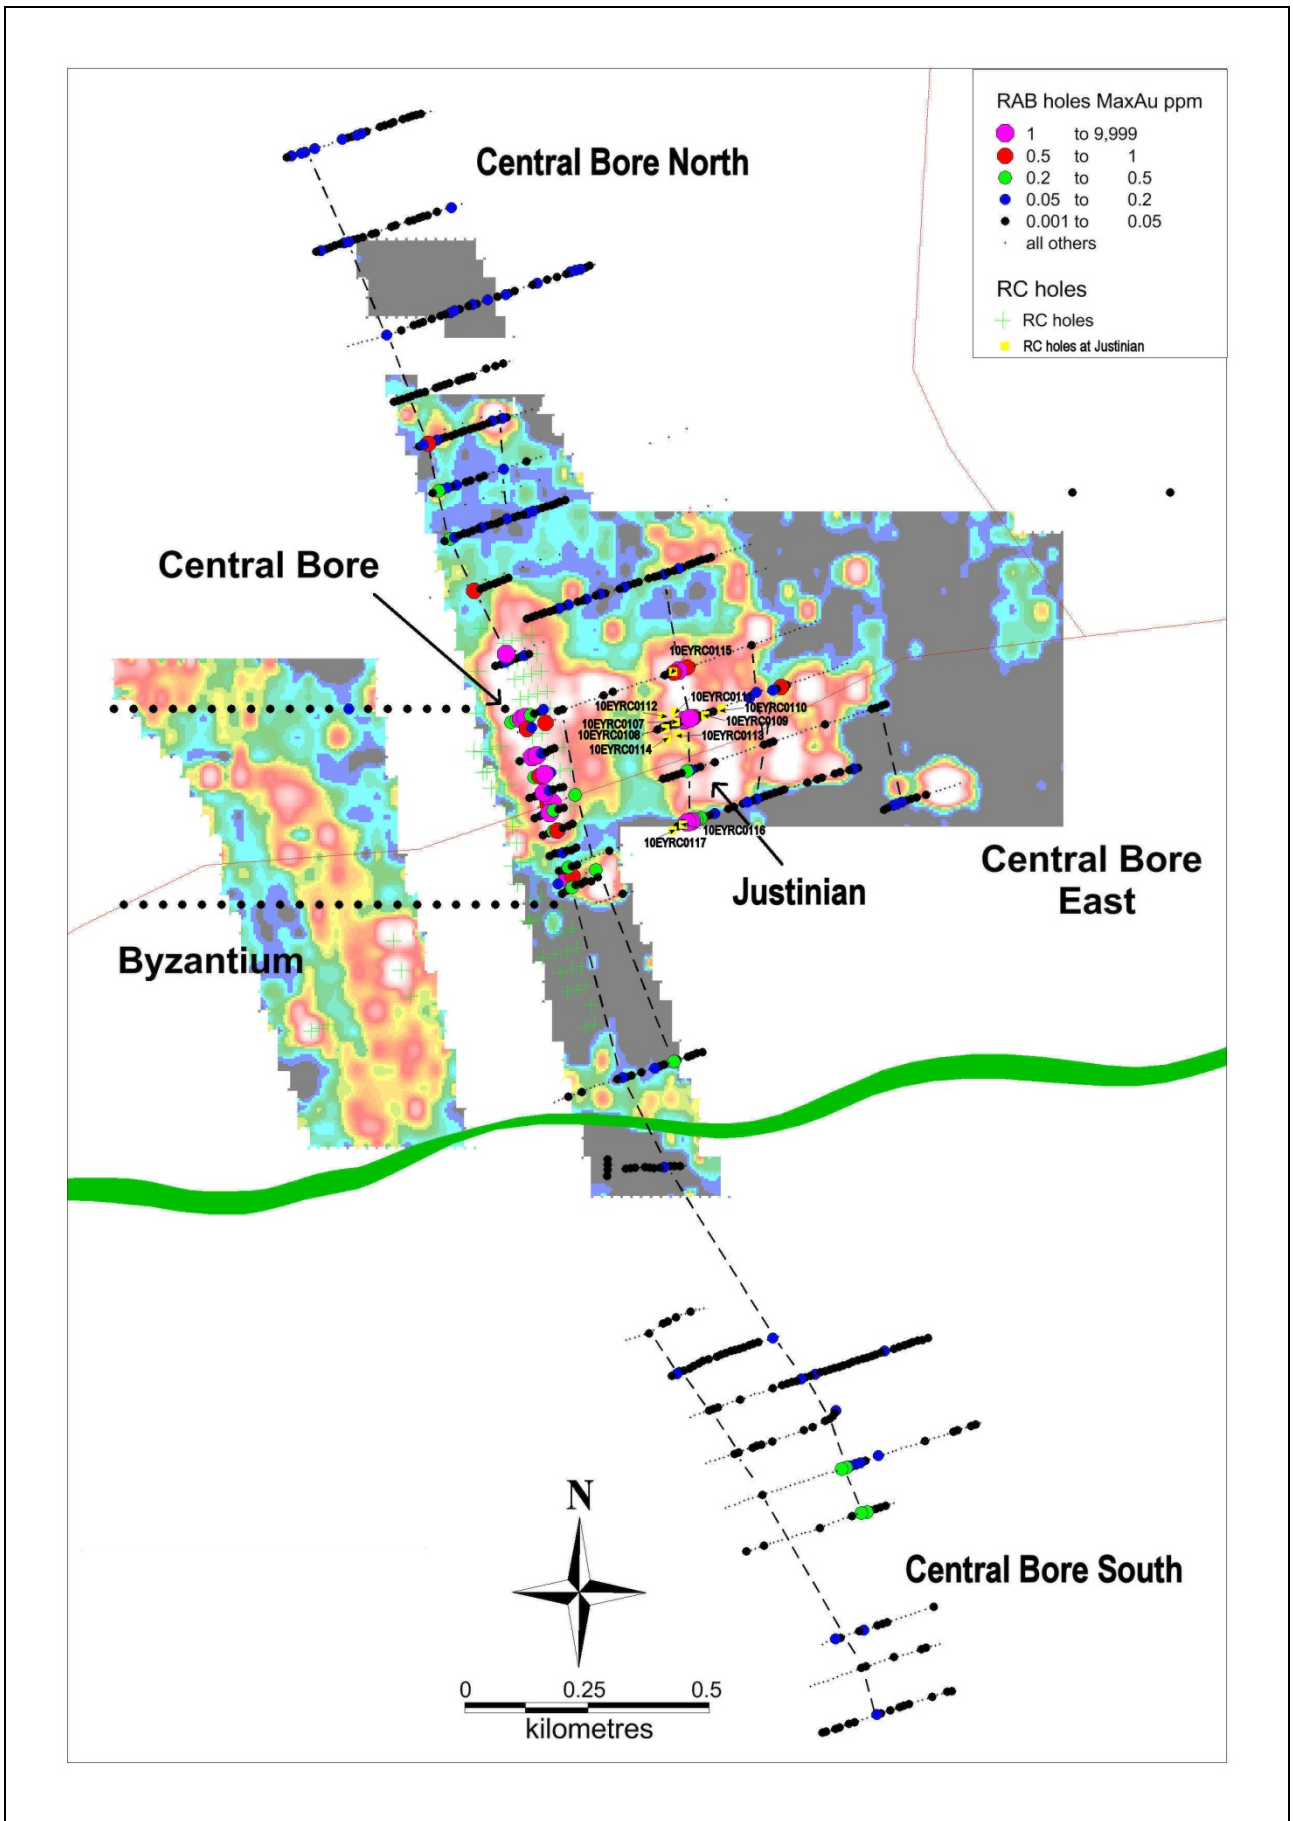 RAB holes MaxAu ppm
1 to 9,999
0.5 to 1
0.2 to 0.5
0.05 to 0.2
0.001 to 0.05
all others
RC holes
RC holes
RC holes at Justinian
Central Bore North
Central Bore
10EYRC0115
10EYRC0111
10EYRC0112
10EYRC0110
10EYRC0107
10EYRC0109
10EYRC0108
10EYRC0113
10EYRC0114
10EYRC0116
10EYRC0117
Central Bore
East
Justinian
Byzantium
N
Central Bore South
0 0.25 0.5
kilometres